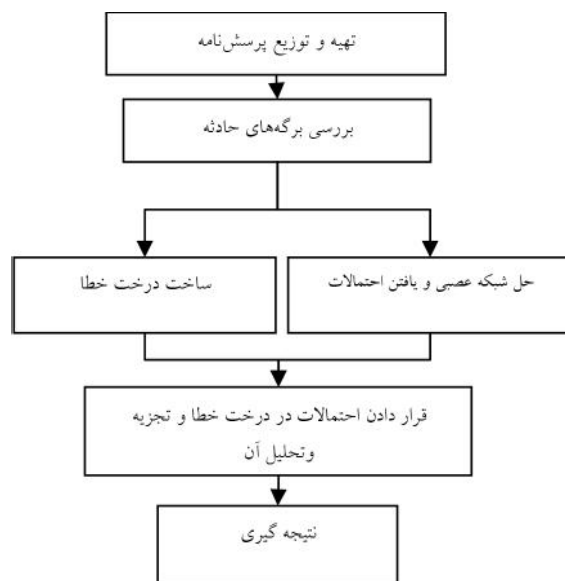 تهیه و توزیع پرسش‌نامه
بررسی برگه‌های حادثه
حل شبکه عصبی و یافتن احتمالات
ساخت درخت خطا
قرار دادن احتمالات در درخت خطا و تجزیه
وتحلیل آن
نتیجه گیری